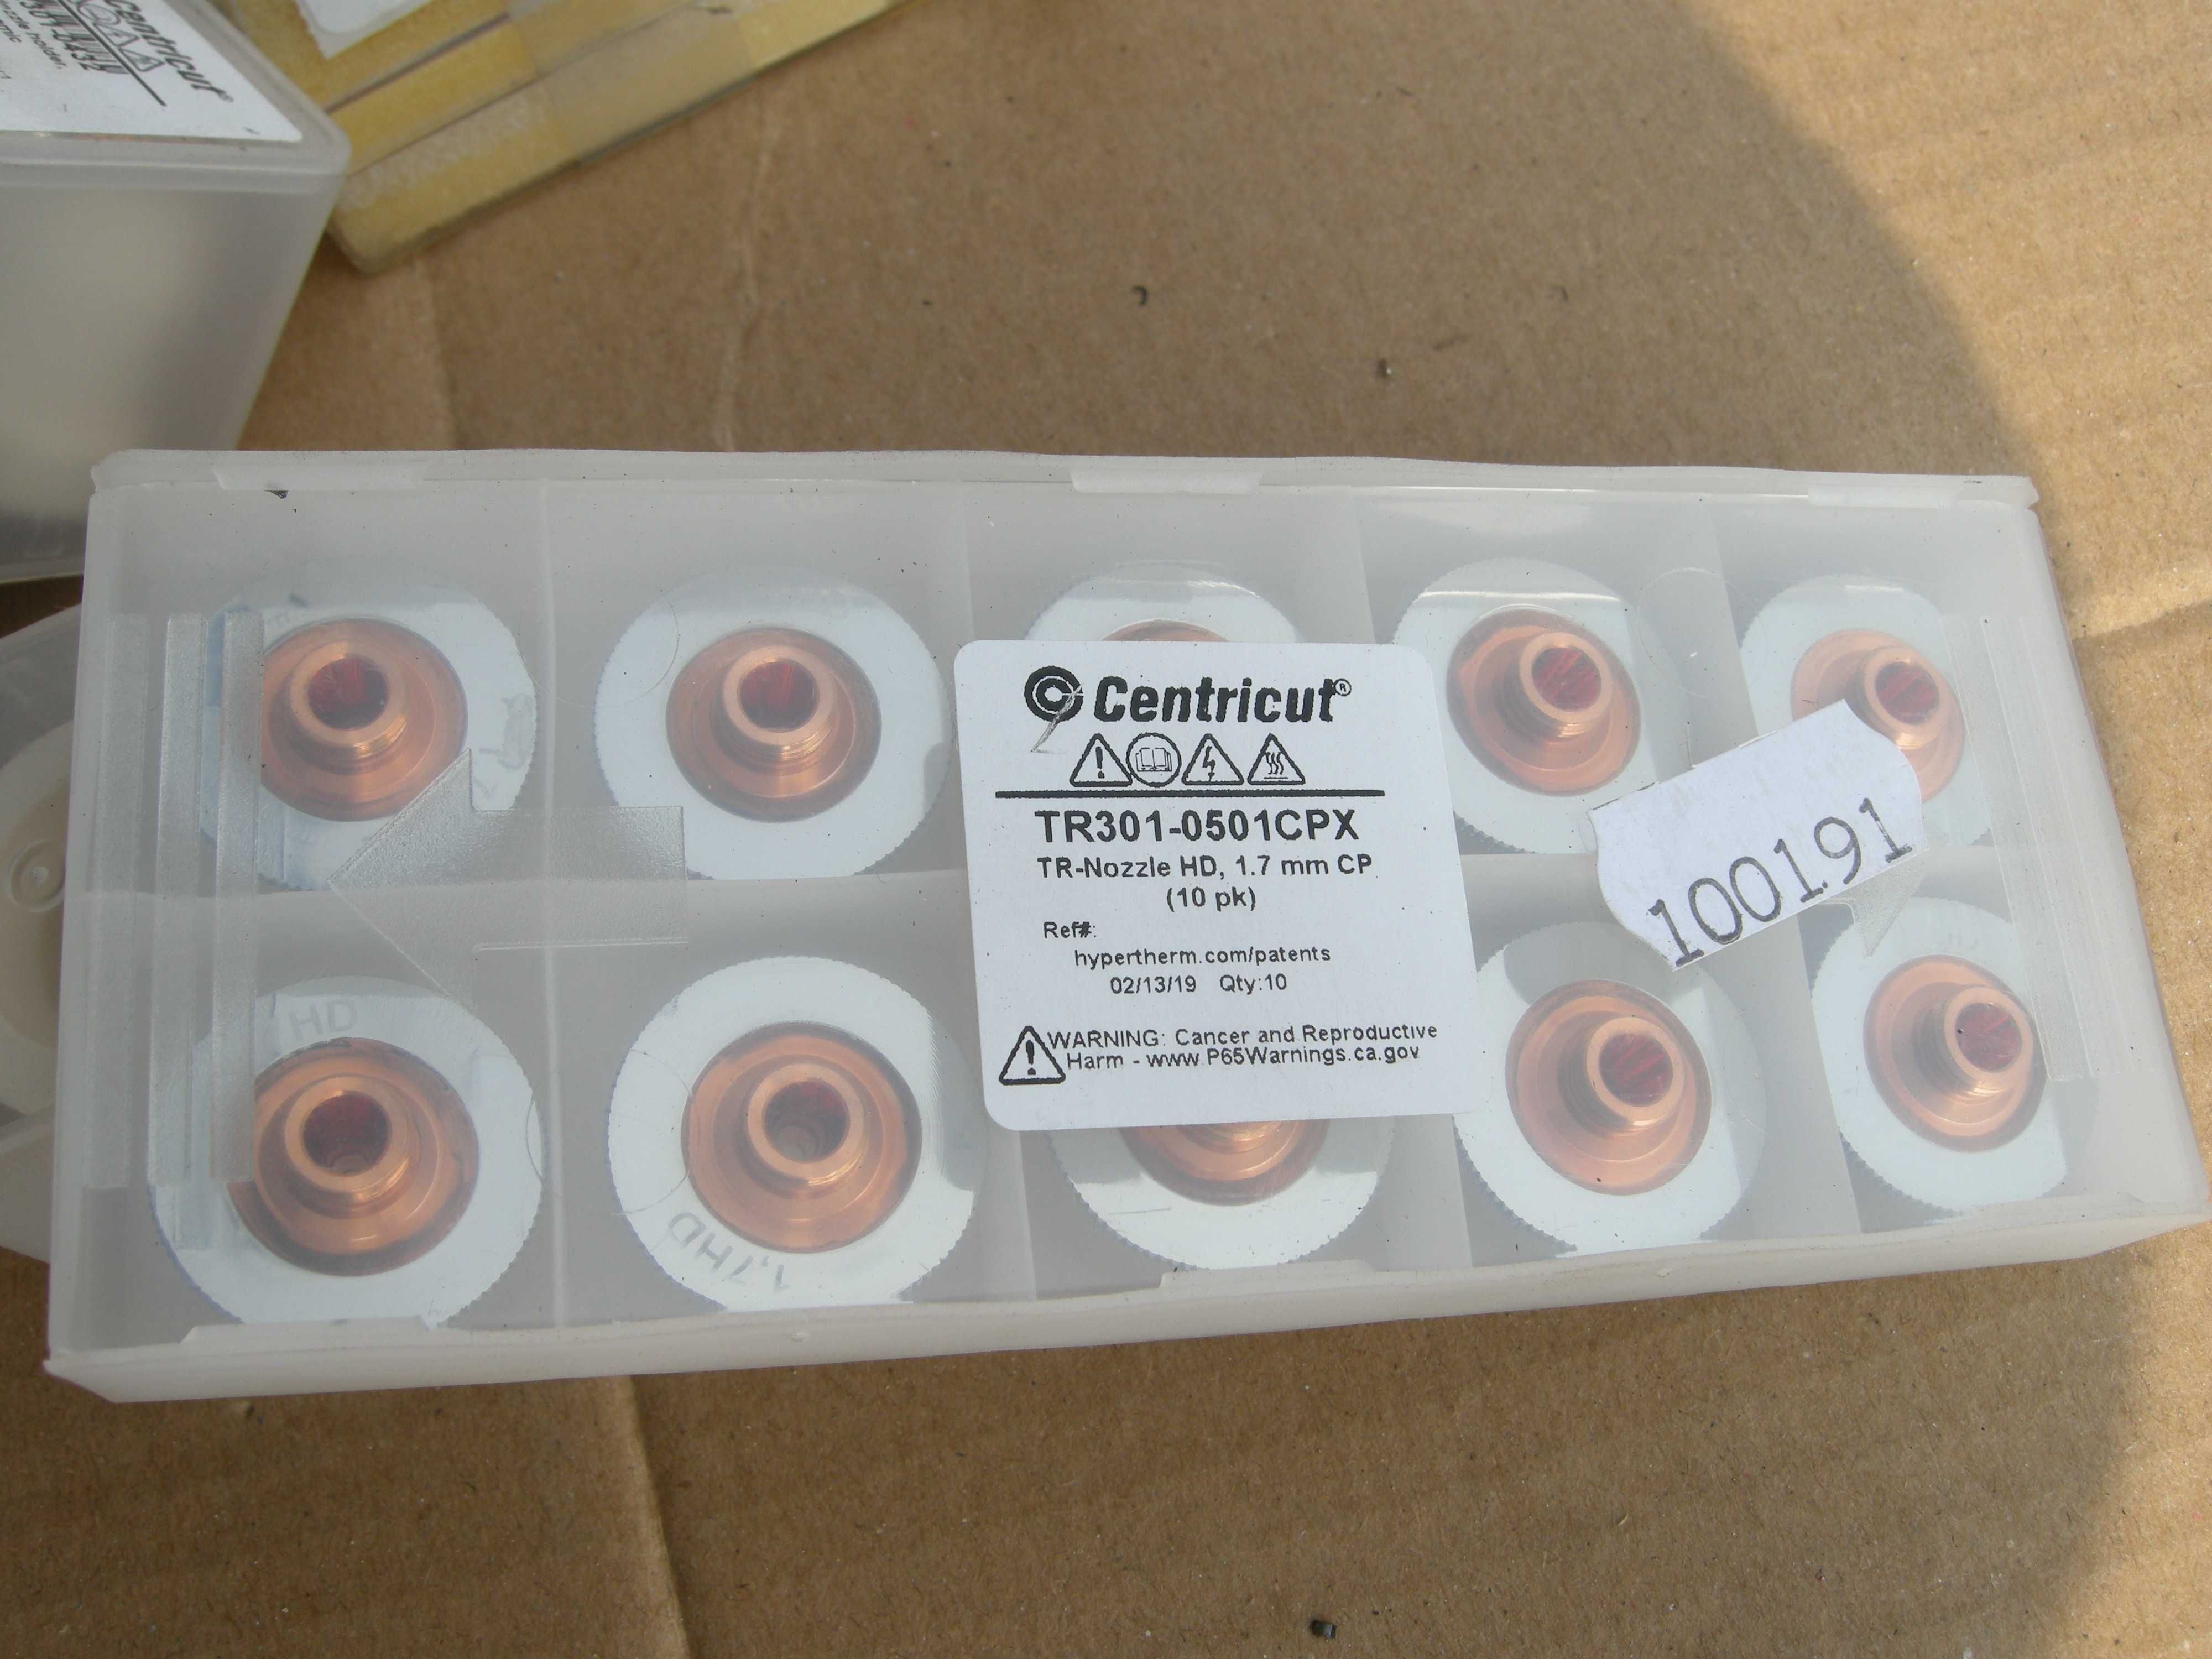 Centricut®
holder,
Centricut®
TR301-0501CPX
TR-Nozzle HD, 1.7 mm CP
(10 pk)
Ref#:
hypertherm.com/patents
02/13/19 Qty:10
WARNING: Cancer and Reproductive
Harm - www.P65Warnings.ca.gov
100191
HD
1,7HD